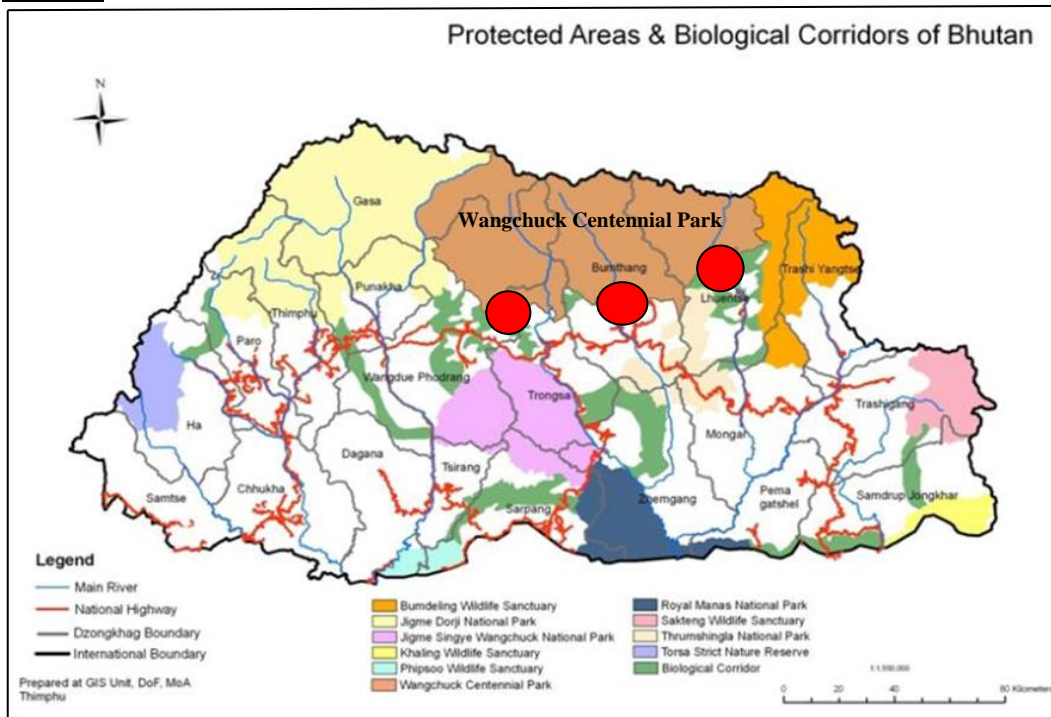 Protected Areas & Biological Corridors of Bhutan
N
Gasa
Wangchuck Centennial Park
Bumthang
Trashi Yangtse
Lhuentse
Punakha
Thimphu
Paro
Wangdue Phodrang
Trongsa
Trashigang
Ha
Mongar
Dagana
Tsirang
Samtse
Chhukha
Sarpang
Zhemgang
Pema
gatshel
Samdrup Jongkhar
Legend
Main River
National Highway
Dzongkhag Boundary
International Boundary
Bumdeling Wildlife Sanctuary
Jigme Dorji National Park
Jigme Singye Wangchuck National Park
Khaling Wildlife Sanctuary
Phipsoo Wildlife Sanctuary
Wangchuck Centennial Park
Royal Manas National Park
Sakteng Wildlife Sanctuary
Thrumshingla National Park
Torsa Strict Nature Reserve
Biological Corridor
Prepared at GIS Unit, DoF, MoA
Thimphu
0 20 40 80 Kilometers